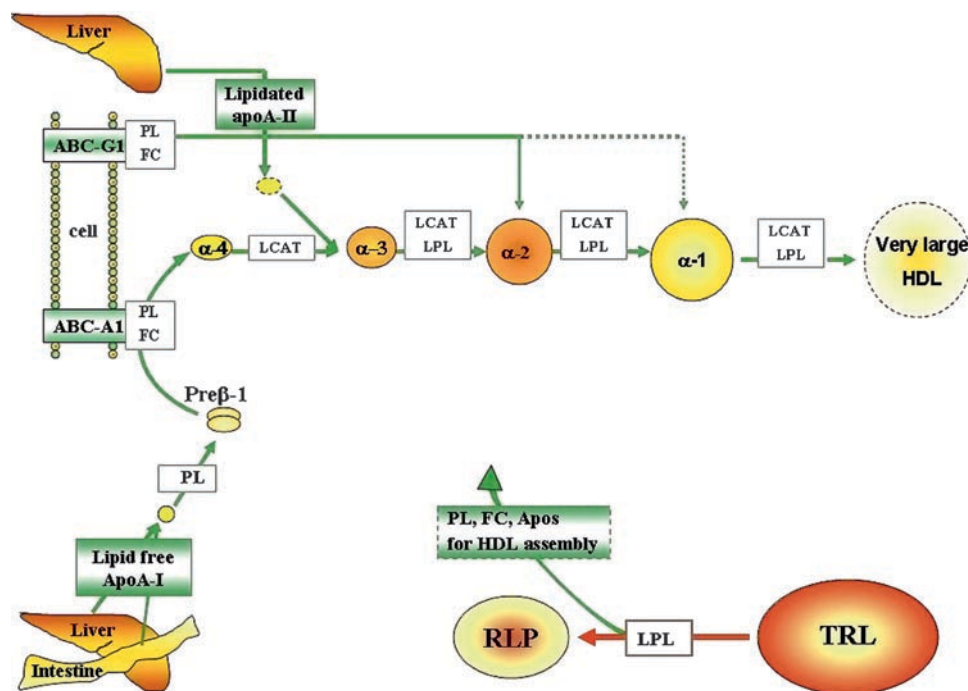 Liver
Lipidated
apoA-II
ABC-G1
PL
FC
cell
α-4
LCAT
α-3
LCAT
LPL
α-2
LCAT
LPL
α-1
LCAT
LPL
Very large
HDL
ABC-A1
PL
FC
Preβ-1
PL
Lipid free
ApoA-I
Liver
Intestine
PL, FC, Apos
for HDL assembly
RLP
LPL
TRL